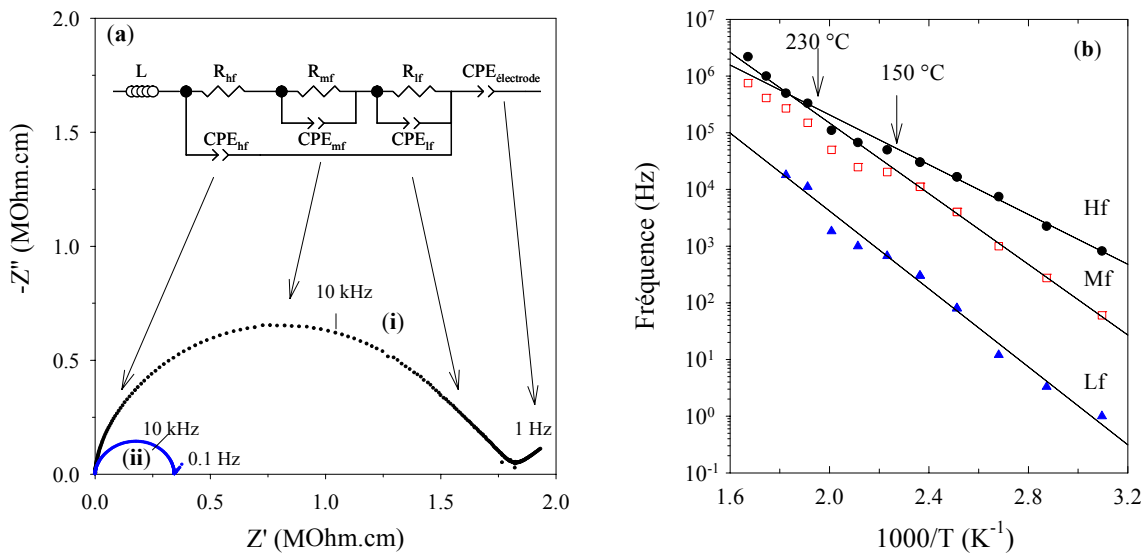 (a)
L
R_hf
R_mf
R_lf
CPE_électrode
CPE_hf
CPE_mf
CPE_lf
2.0
1.5
1.0
0.5
0.0
-Z'' (MOhm.cm)
10 kHz
(i)
10 kHz
(ii)
0.1 Hz
1 Hz
0.0 0.5 1.0 1.5 2.0
Z' (MOhm.cm)
(b)
230 °C
150 °C
10^7
10^6
10^5
10^4
10^3
10^2
10^1
10^0
10^-1
Fréquence (Hz)
Hf
Mf
Lf
1.6 2.0 2.4 2.8 3.2
1000/T (K^-1)